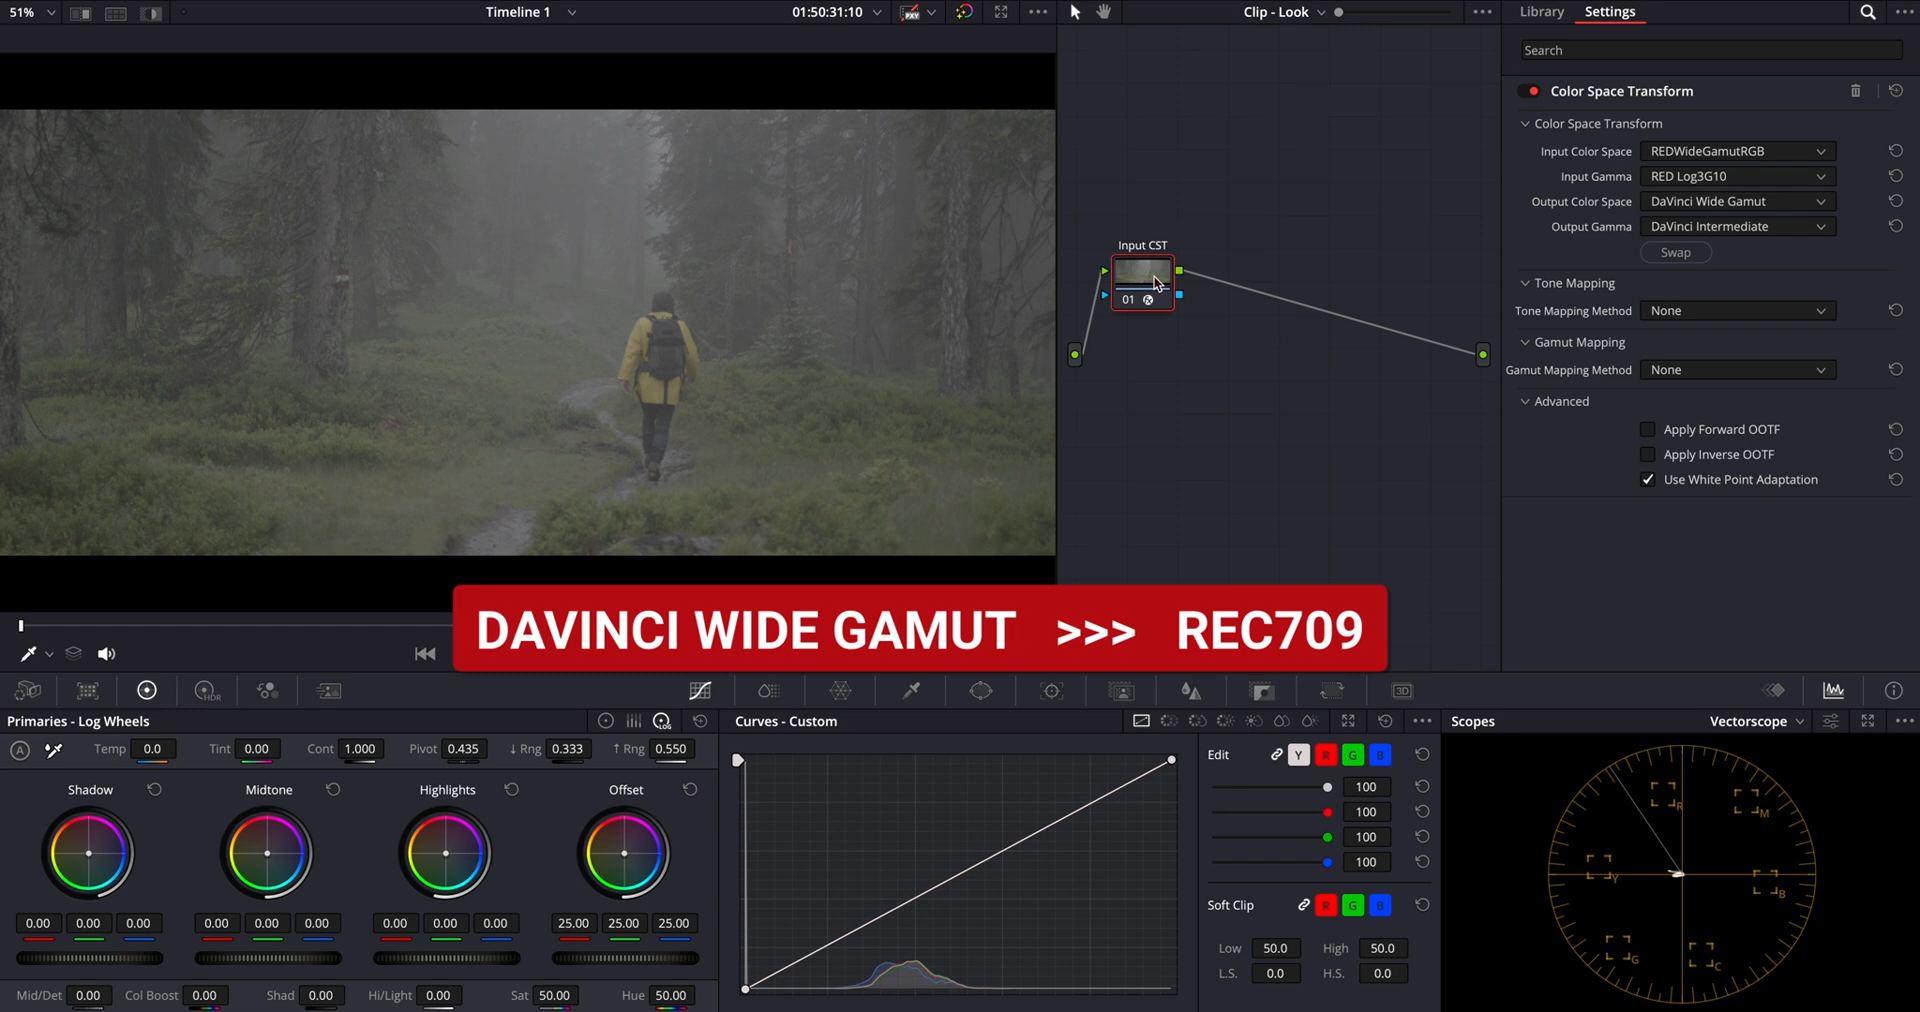 51%
Timeline 1
01:50:31:10
Clip - Look
Library
Settings
Search
Color Space Transform
Color Space Transform
Input Color Space
REDWideGamutRGB
Input Gamma
RED Log3G10
Output Color Space
DaVinci Wide Gamut
Output Gamma
DaVinci Intermediate
Swap
Tone Mapping
Tone Mapping Method
None
Gamut Mapping
Gamut Mapping Method
None
Advanced
Apply Forward OOTF
Apply Inverse OOTF
Use White Point Adaptation
Input CST
01
DAVINCI WIDE GAMUT >>> REC709
HDR
3D
Primaries - Log Wheels
LOG
A
Temp 0.0
Tint 0.00
Cont 1.000
Pivot 0.435
↓ Rng 0.333
↑ Rng 0.550
Shadow
Midtone
Highlights
Offset
0.00 0.00 0.00
0.00 0.00 0.00
0.00 0.00 0.00
25.00 25.00 25.00
Mid/Det 0.00
Col Boost 0.00
Shad 0.00
Hi/Light 0.00
Sat 50.00
Hue 50.00
Curves - Custom
Edit
Y R G B
100
100
100
100
Soft Clip
R G B
Low 50.0
High 50.0
L.S. 0.0
H.S. 0.0
Scopes
Vectorscope
R
M
Y
B
G
C